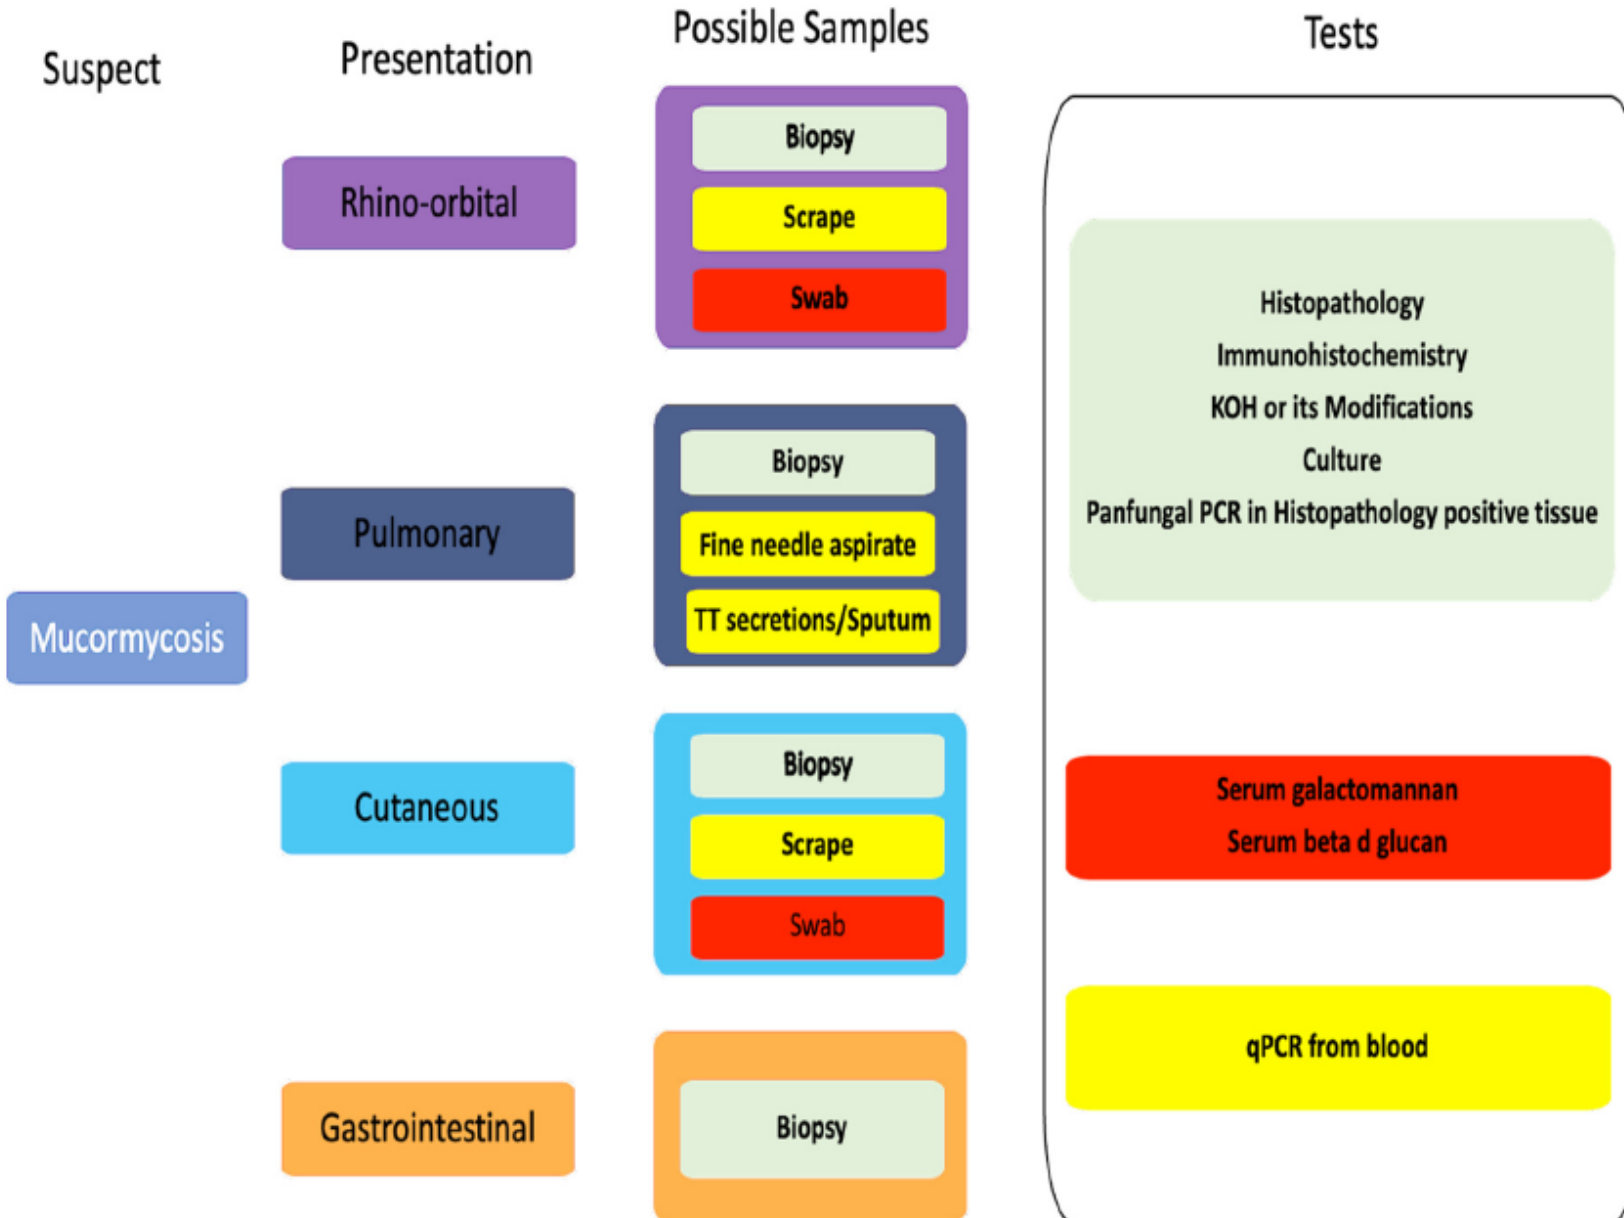 Suspect
Presentation
Possible Samples
Tests
Mucormycosis
Rhino-orbital
Biopsy
Scrape
Swab
Pulmonary
Biopsy
Fine needle aspirate
TT secretions/Sputum
Cutaneous
Biopsy
Scrape
Swab
Gastrointestinal
Biopsy
Histopathology
Immunohistochemistry
KOH or its Modifications
Culture
Panfungal PCR in Histopathology positive tissue
Serum galactomannan
Serum beta d glucan
qPCR from blood